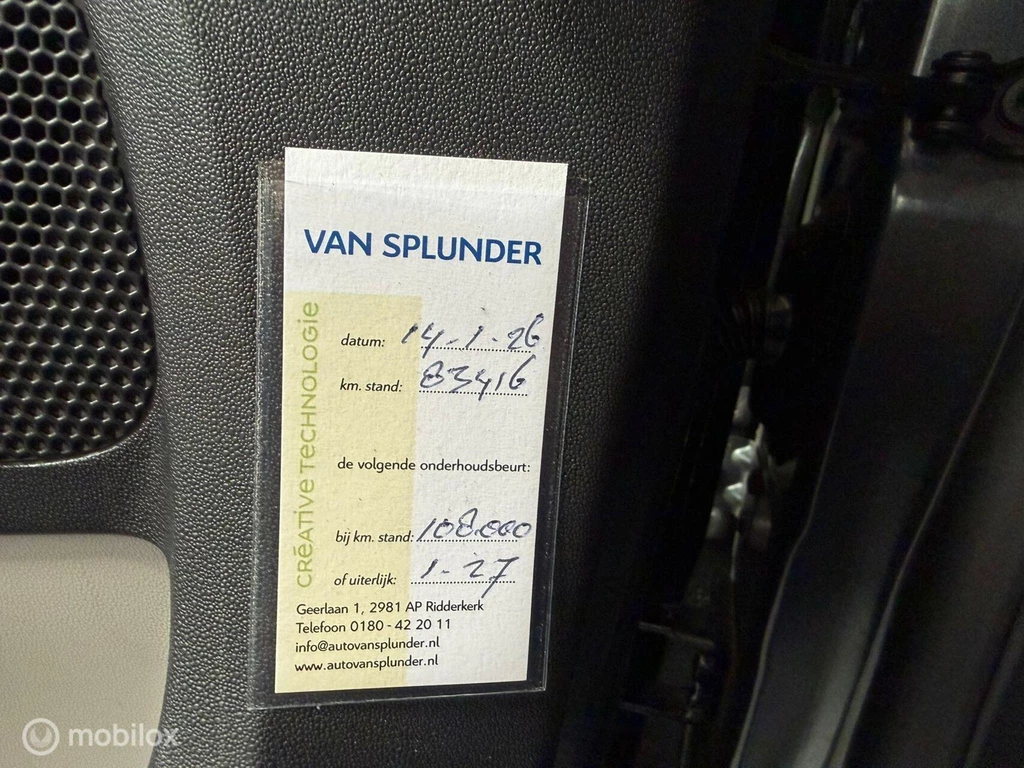 VAN SPLUNDER
CRÉATIVE TECHNOLOGIE
datum: 14-1-26
km. stand: 83416
de volgende onderhoudsbeurt:
bij km. stand: 108.000
of uiterlijk: 1-27
Geerlaan 1, 2981 AP Ridderkerk
Telefoon 0180 - 42 20 11
info@autovansplunder.nl
www.autovansplunder.nl
mobilox